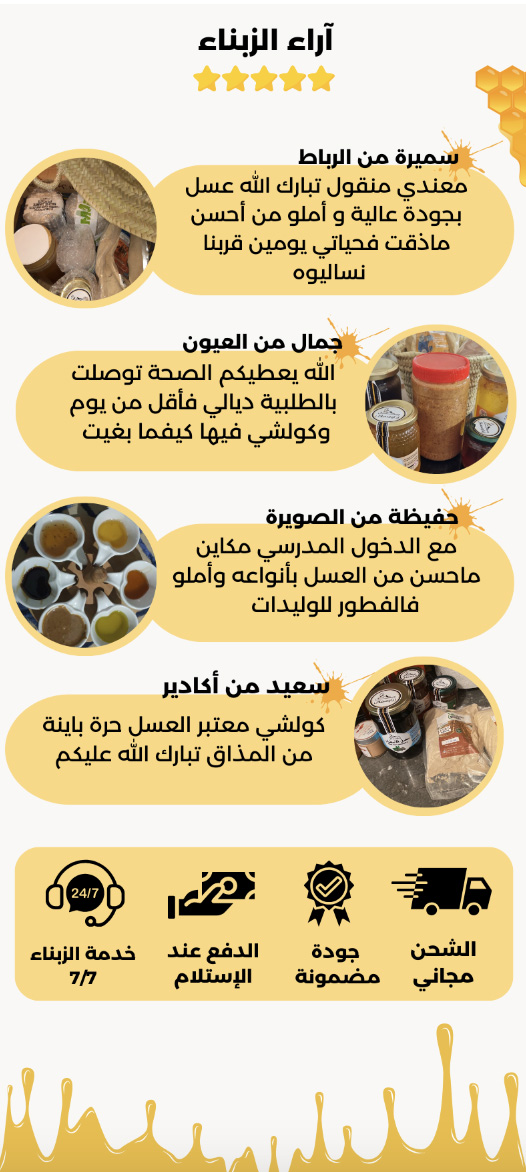 آراء الزبناء
سميرة من الرباط
معندي منقول تبارك الله عسل
بجودة عالية و أملو من أحسن
ماذقت فحياتي يومين قربنا
نساليوه
جمال من العيون
الله يعطيكم الصحة توصلت
بالطلبية ديالي فأقل من يوم
وكولشي فيها كيفما بغيت
حفيظة من الصويرة
مع الدخول المدرسي مكاين
ماحسن من العسل بأنواعه وأملو
فالفطور للوليدات
سعيد من أكادير
كولشي معتبر العسل حرة باينة
من المذاق تبارك الله عليكم
الشحن
مجاني
جودة
مضمونة
الدفع عند
الإستلام
24/7
خدمة الزبناء
7/7